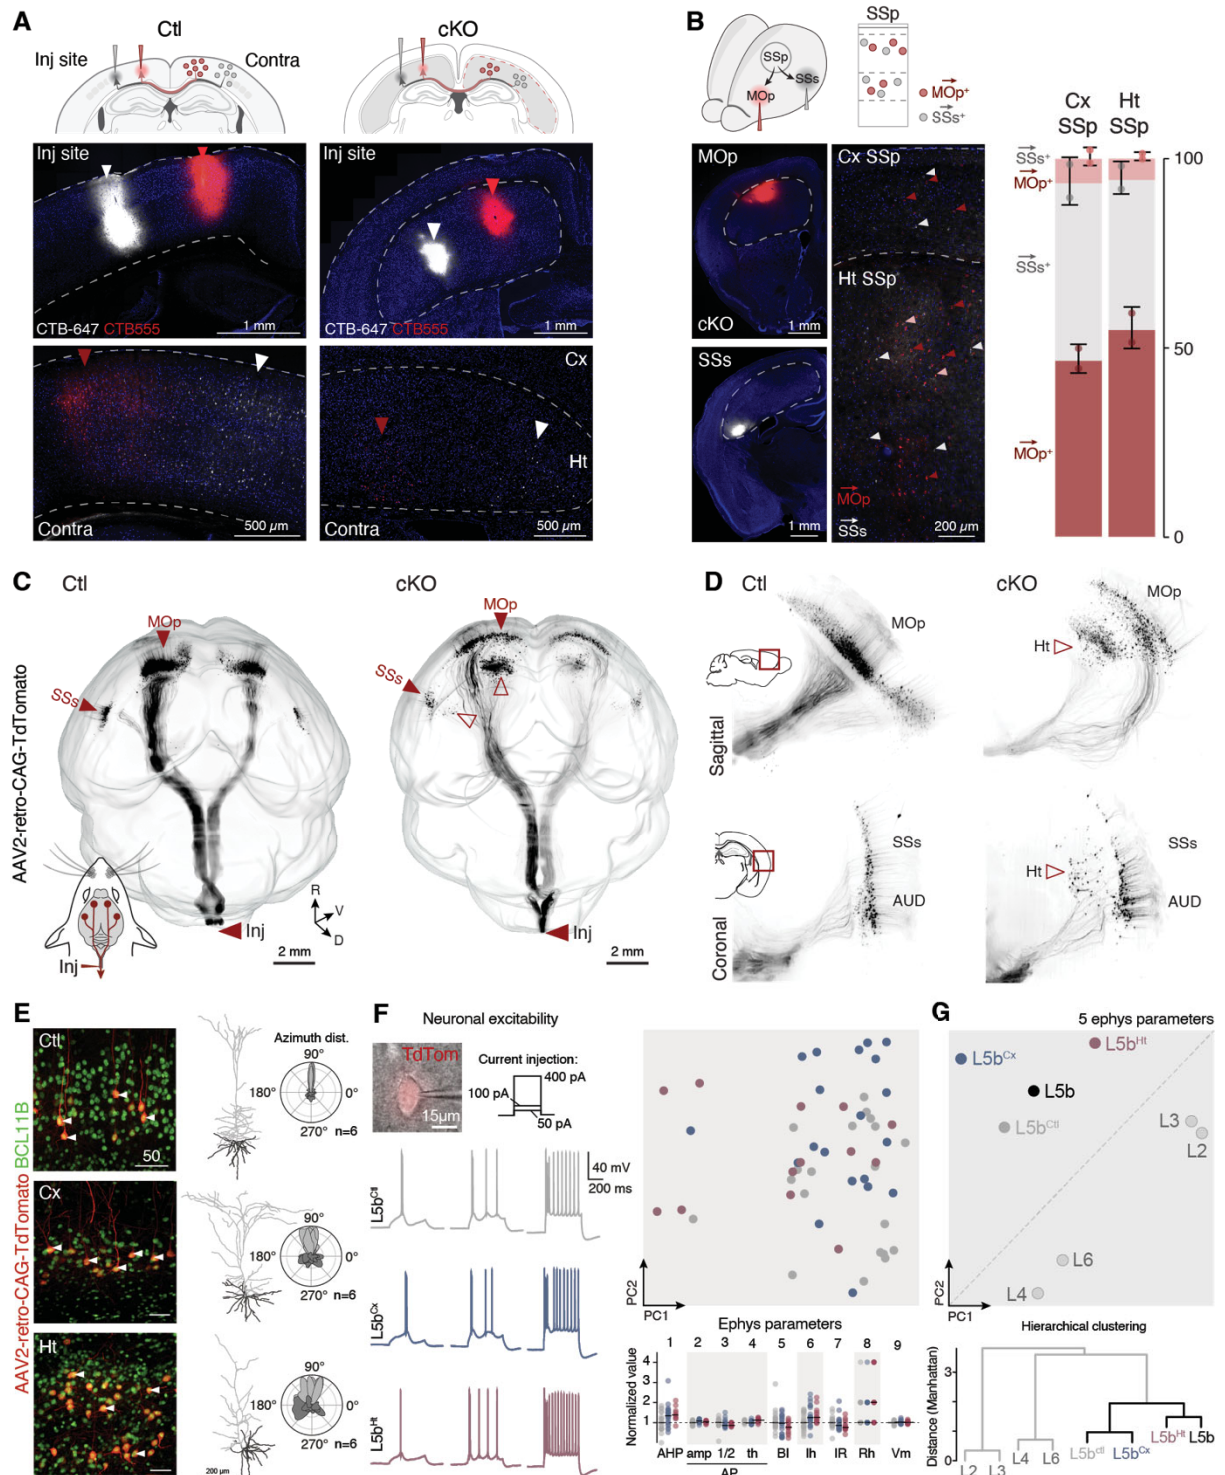 A
Ctl
cKO
Inj site
Contra
Inj site
CTB-647 CTB555
1 mm
Inj site
CTB-647 CTB555
1 mm
Contra
500 µm
Cx
Ht
Contra
500 µm
B
SSp
SSs
MOp
SSp
MOp+
SSs+
MOp
cKO
1 mm
SSs
1 mm
Cx SSp
Ht SSp
MOp
SSs
200 µm
Cx
SSp
Ht
SSp
SSs+
MOp+
SSs+
MOp+
100
50
0
C
Ctl
cKO
AAV2-retro-CAG-TdTomato
MOp
SSs
Inj
Inj
R
V
D
2 mm
MOp
SSs
Inj
2 mm
D
Ctl
cKO
MOp
Sagittal
MOp
Ht
SSs
AUD
Coronal
SSs
AUD
Ht
E
AAV2-retro-CAG-TdTomato BCL11B
Ctl
50
Cx
Ht
Azimuth dist.
90°
180°
0°
270° n=6
90°
180°
0°
270° n=6
90°
180°
0°
270° n=6
200 µm
F
Neuronal excitability
TdTom
15µm
Current injection:
400 pA
100 pA
50 pA
40 mV
200 ms
L5bCtl
L5bCx
L5bHt
PC2
PC1
Ephys parameters
1 2 3 4 5 6 7 8 9
Normalized value
4
3
2
1
AHP amp 1/2 th BI Ih IR Rh Vm
AP
G
5 ephys parameters
L5bCx
L5bHt
L5b
L5bCtl
L3
L2
L6
L4
PC2
PC1
Hierarchical clustering
Distance (Manhattan)
3
0
L2 L3 L4 L6 L5bctl L5bCx L5bHt L5b